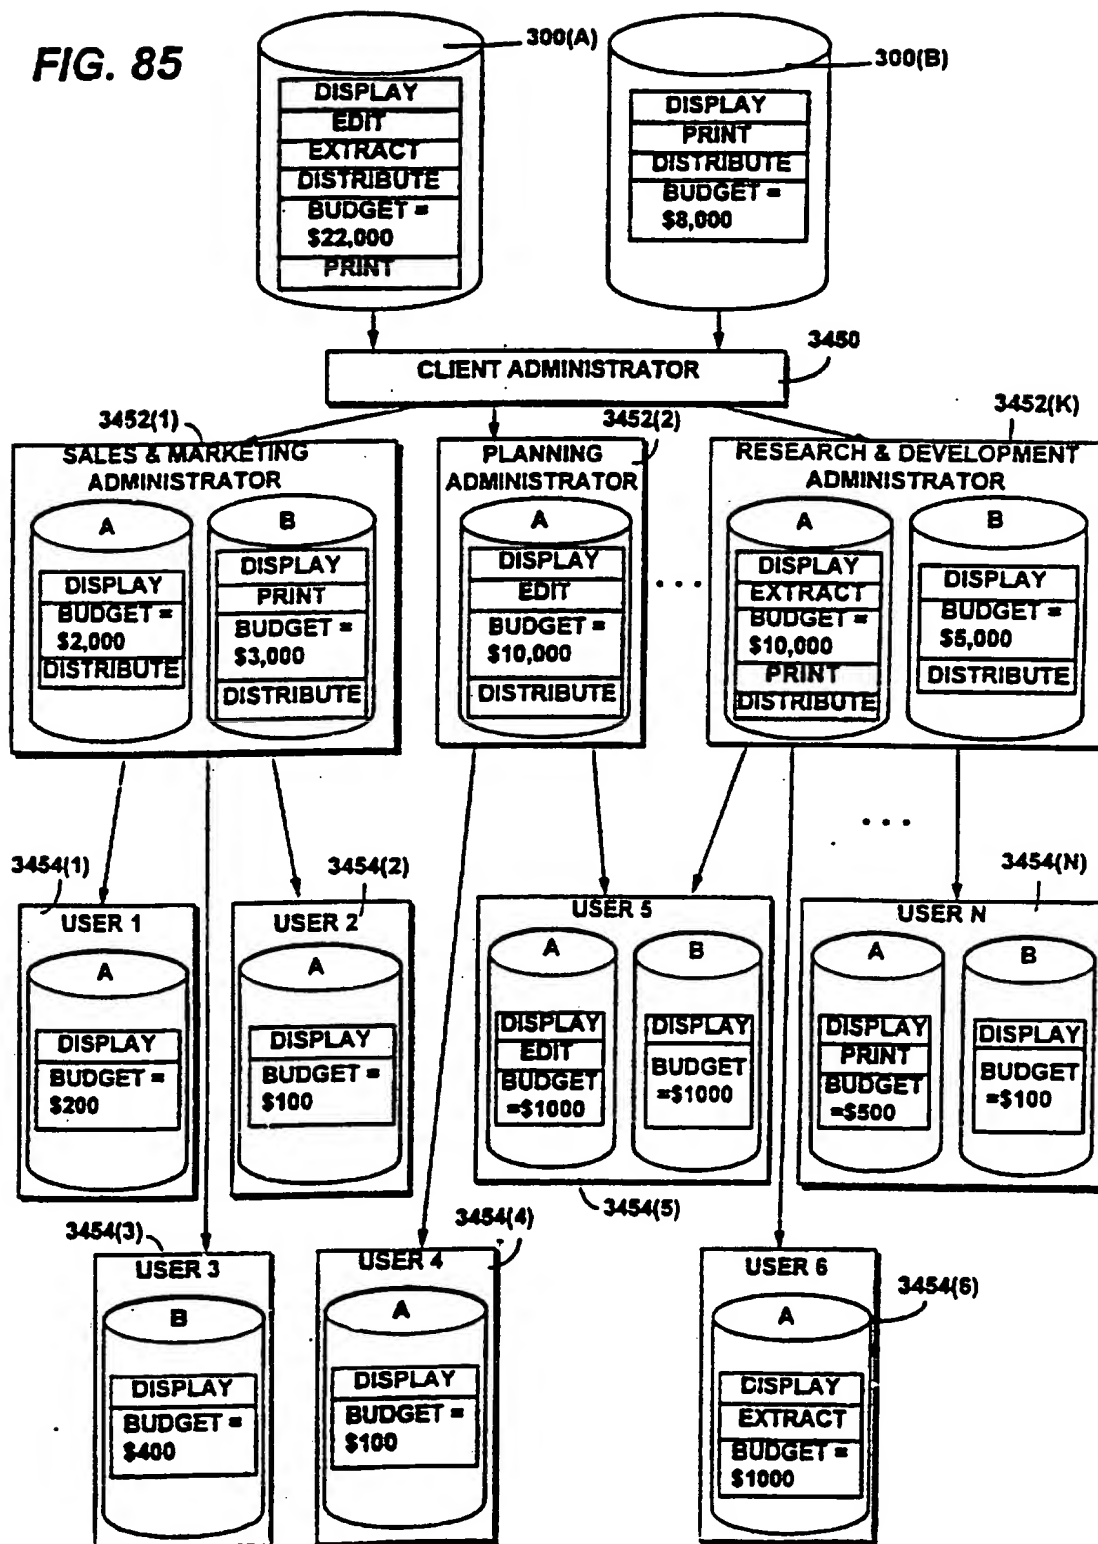 FIG. 85
300(A)
DISPLAY
EDIT
EXTRACT
DISTRIBUTE
BUDGET =
$22,000
PRINT
300(B)
DISPLAY
PRINT
DISTRIBUTE
BUDGET =
$8,000
CLIENT ADMINISTRATOR
3450
3452(1)
SALES & MARKETING
ADMINISTRATOR
A
DISPLAY
BUDGET =
$2,000
DISTRIBUTE
B
DISPLAY
PRINT
BUDGET =
$3,000
DISTRIBUTE
3452(2)
PLANNING
ADMINISTRATOR
A
DISPLAY
EDIT
BUDGET =
$10,000
DISTRIBUTE
. . .
3452(K)
RESEARCH & DEVELOPMENT
ADMINISTRATOR
A
DISPLAY
EXTRACT
BUDGET =
$10,000
PRINT
DISTRIBUTE
B
DISPLAY
BUDGET =
$5,000
DISTRIBUTE
. . .
3454(1)
USER 1
A
DISPLAY
BUDGET =
$200
3454(2)
USER 2
A
DISPLAY
BUDGET =
$100
USER 5
A
DISPLAY
EDIT
BUDGET
=$1000
B
DISPLAY
BUDGET
=$1000
3454(5)
3454(N)
USER N
A
DISPLAY
PRINT
BUDGET
=$500
B
DISPLAY
BUDGET
=$100
3454(3)
USER 3
B
DISPLAY
BUDGET =
$400
3454(4)
USER 4
A
DISPLAY
BUDGET =
$100
3454(6)
USER 6
A
DISPLAY
EXTRACT
BUDGET =
$1000